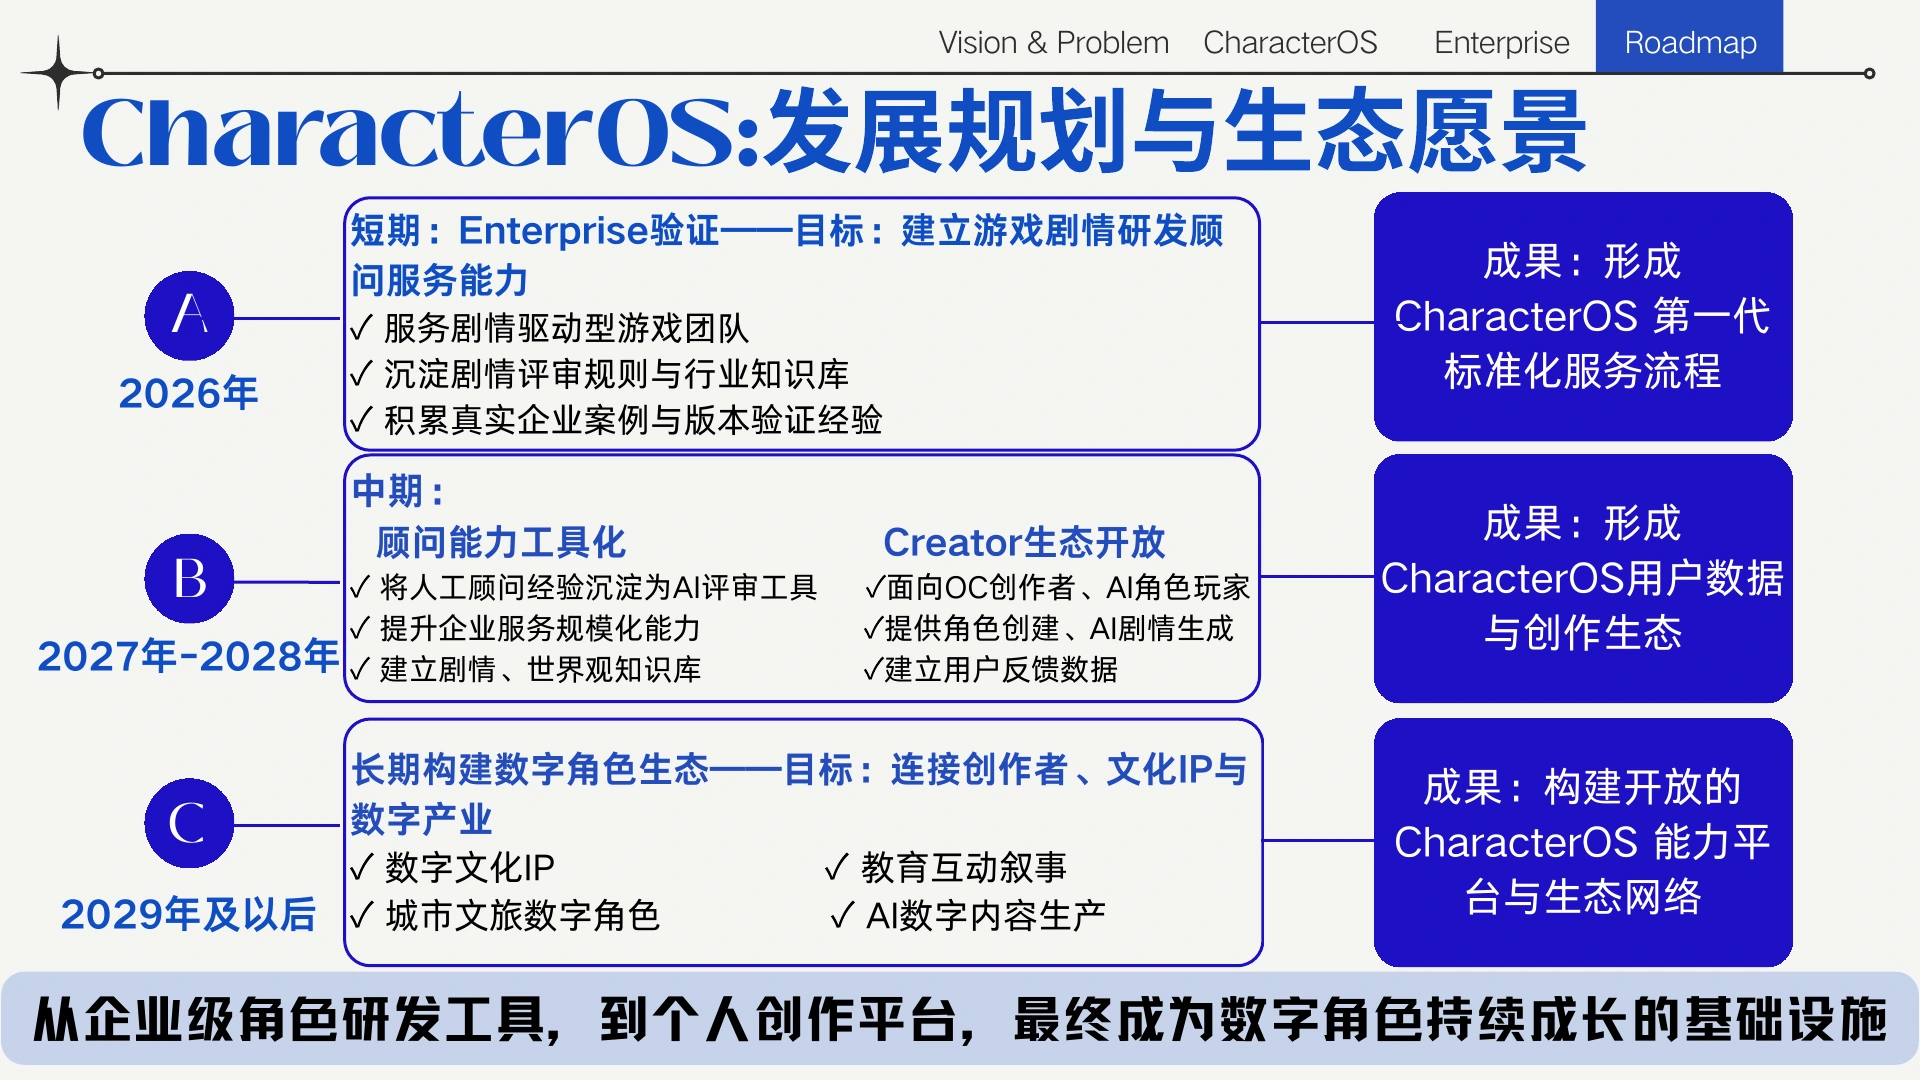 Vision & Problem CharacterOS Enterprise Roadmap
CharacterOS:发展规划与生态愿景
A
2026年
短期：Enterprise验证——目标：建立游戏剧情研发顾
问服务能力
✓ 服务剧情驱动型游戏团队
✓ 沉淀剧情评审规则与行业知识库
✓ 积累真实企业案例与版本验证经验
成果：形成
CharacterOS 第一代
标准化服务流程
B
2027年-2028年
中期：
顾问能力工具化
✓ 将人工顾问经验沉淀为AI评审工具
✓ 提升企业服务规模化能力
✓ 建立剧情、世界观知识库
Creator生态开放
✓面向OC创作者、AI角色玩家
✓提供角色创建、AI剧情生成
✓建立用户反馈数据
成果：形成
CharacterOS用户数据
与创作生态
C
2029年及以后
长期构建数字角色生态——目标：连接创作者、文化IP与
数字产业
✓ 数字文化IP ✓ 教育互动叙事
✓ 城市文旅数字角色 ✓ AI数字内容生产
成果：构建开放的
CharacterOS 能力平
台与生态网络
从企业级角色研发工具，到个人创作平台，最终成为数字角色持续成长的基础设施